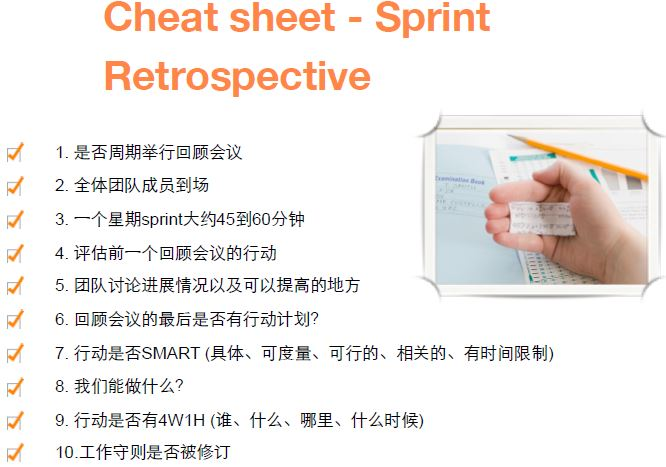 Cheat sheet - Sprint
Retrospective
1. 是否周期举行回顾会议
2. 全体团队成员到场
3. 一个星期sprint大约45到60分钟
4. 评估前一个回顾会议的行动
5. 团队讨论进展情况以及可以提高的地方
6. 回顾会议的最后是否有行动计划?
7. 行动是否SMART (具体、可度量、可行的、相关的、有时间限制)
8. 我们能做什么?
9. 行动是否有4W1H (谁、什么、哪里、什么时候)
10.工作守则是否被修订
Examination Book